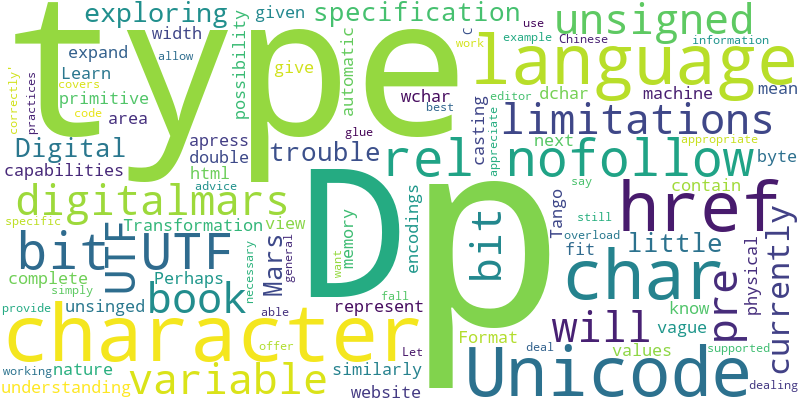 exploring
given
specification
unsigned
type
language
width
possibility
automatic
C
use
example
Chinese
information
work
allow
expand
Learn
give
covers
primitive
code
area
correctly'
practices
wchar
dchar
machine
mean
best
editor
limitations
appropriate
apress
double
html
glue
casting
Digital
capabilities
trouble
rel
nofollow
next
appreciate
byte
contain
digitalmars
D
p
href
advice
specific
Transformation
view
memory
encodings
bit
Tango
say
still
overload
fit
little
physical
currently
bit
UTF
UTF
Mars
general
char
pre
complete
Perhaps
necessary
want
book
unsinged
able
represent
know
vague
will
simply
provide
fall
character
Format
offer
Let
deal
values
supported
working
nature
understanding
variable
similarly
website
Unicode
dealing